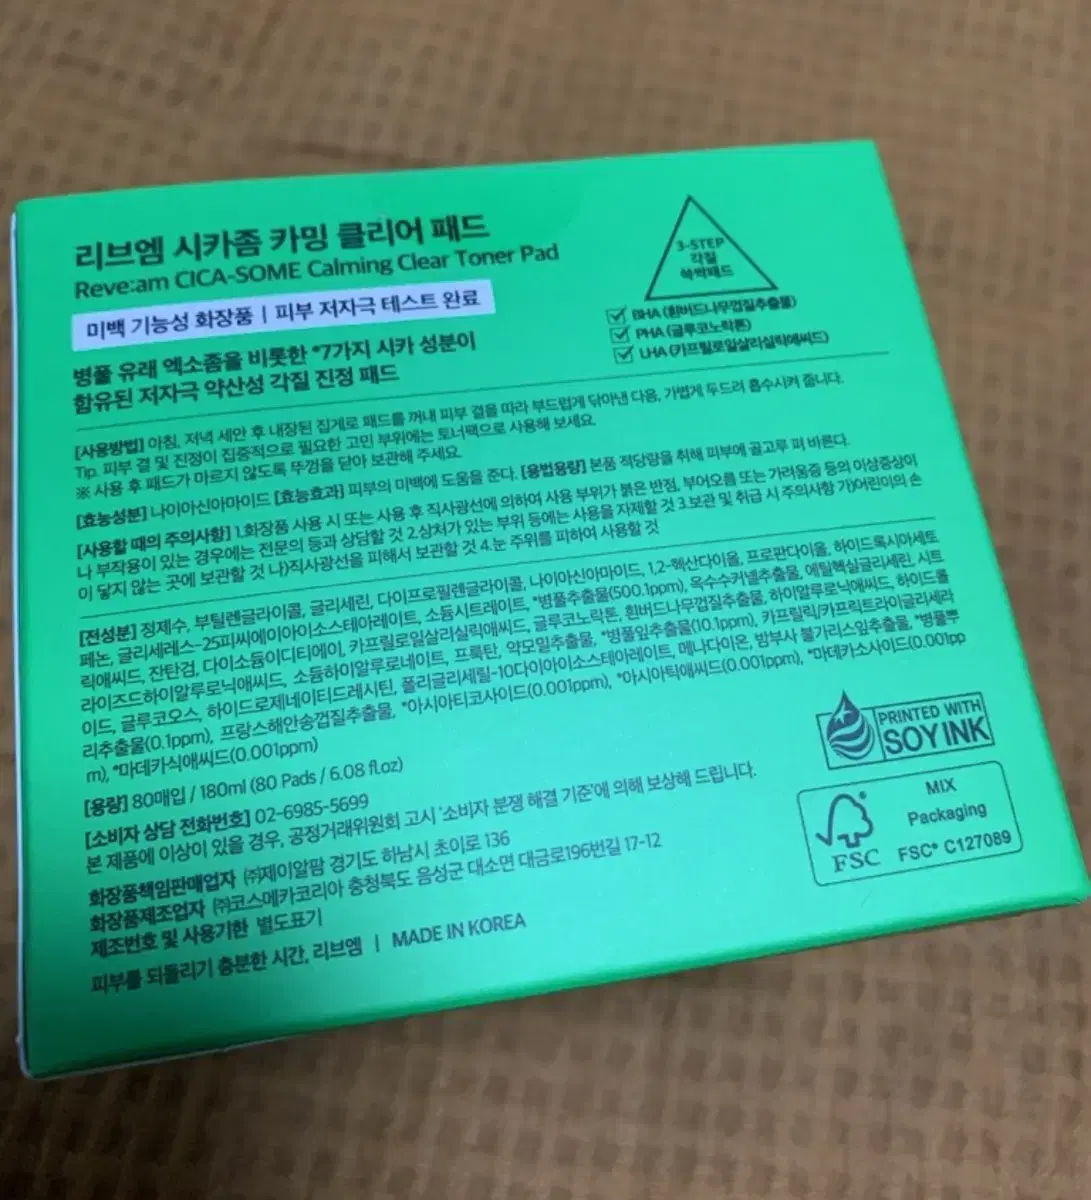 리브엠 시카좀 카밍 클리어 패드
Reve:am CICA-SOME Calming Clear Toner Pad
미백 기능성 화장품 | 피부 저자극 테스트 완료
병풀 유래 엑소좀을 비롯한 *7가지 시카 성분이
함유된 저자극 약산성 각질 진정 패드
3-STEP
각질
싹싹패드
BHA (흰버드나무껍질추출물)
PHA (글루코노락톤)
LHA (카프릴로일살리실릭애씨드)
[사용방법] 아침, 저녁 세안 후 내장된 집게로 패드를 꺼내 피부 결을 따라 부드럽게 닦아낸 다음, 가볍게 두드려 흡수시켜 줍니다.
Tip. 피부 결 및 진정이 집중적으로 필요한 고민 부위에는 토너팩으로 사용해 보세요.
※ 사용 후 패드가 마르지 않도록 뚜껑을 닫아 보관해 주세요.
[효능성분] 나이아신아마이드 [효능효과] 피부의 미백에 도움을 준다. [용법용량] 본품 적당량을 취해 피부에 골고루 펴 바른다.
[사용할 때의 주의사항] 1.화장품 사용 시 또는 사용 후 직사광선에 의하여 사용 부위가 붉은 반점, 부어오름 또는 가려움증 등의 이상증상이
나 부작용이 있는 경우에는 전문의 등과 상담할 것 2.상처가 있는 부위 등에는 사용을 자제할 것 3.보관 및 취급 시 주의사항 가)어린이의 손
이 닿지 않는 곳에 보관할 것 나)직사광선을 피해서 보관할 것 4.눈 주위를 피하여 사용할 것
[전성분] 정제수, 부틸렌글라이콜, 글리세린, 다이프로필렌글라이콜, 나이아신아마이드, 1,2-헥산다이올, 프로판다이올, 하이드록시아세토
페논, 글리세레스-25피씨에이아이소스테아레이트, 소듐시트레이트, *병풀추출물(500.1ppm), 옥수수커넬추출물, 에틸헥실글리세린, 시트
릭애씨드, 잔탄검, 다이소듐이디티에이, 카프릴로일살리실릭애씨드, 글루코노락톤, 흰버드나무껍질추출물, 하이알루로닉애씨드, 하이드롤
라이즈드하이알루로닉애씨드, 소듐하이알루로네이트, 프룩탄, 약모밀추출물, *병풀잎추출물(10.1ppm), 카프릴릭/카프릭트라이글리세라
이드, 글루코오스, 하이드로제네이티드레시틴, 폴리글리세릴-10다이아이소스테아레이트, 메나다이온, 밤부사 불가리스잎추출물, *병풀뿌
리추출물(0.1ppm), 프랑스해안송껍질추출물, *아시아티코사이드(0.001ppm), *아시아틱애씨드(0.001ppm), *마데카소사이드(0.001pp
m), *마데카식애씨드(0.001ppm)
[용량] 80매입 / 180ml (80 Pads / 6.08 fl.oz)
[소비자 상담 전화번호] 02-6985-5699
본 제품에 이상이 있을 경우, 공정거래위원회 고시 '소비자 분쟁 해결 기준'에 의해 보상해 드립니다.
화장품책임판매업자 ㈜제이알팜 경기도 하남시 초이로 136
화장품제조업자 ㈜코스메카코리아 충청북도 음성군 대소면 대금로196번길 17-12
제조번호 및 사용기한 별도표기
피부를 되돌리기 충분한 시간, 리브엠 | MADE IN KOREA
PRINTED WITH
SOY INK
FSC
MIX
Packaging
FSC® C127089